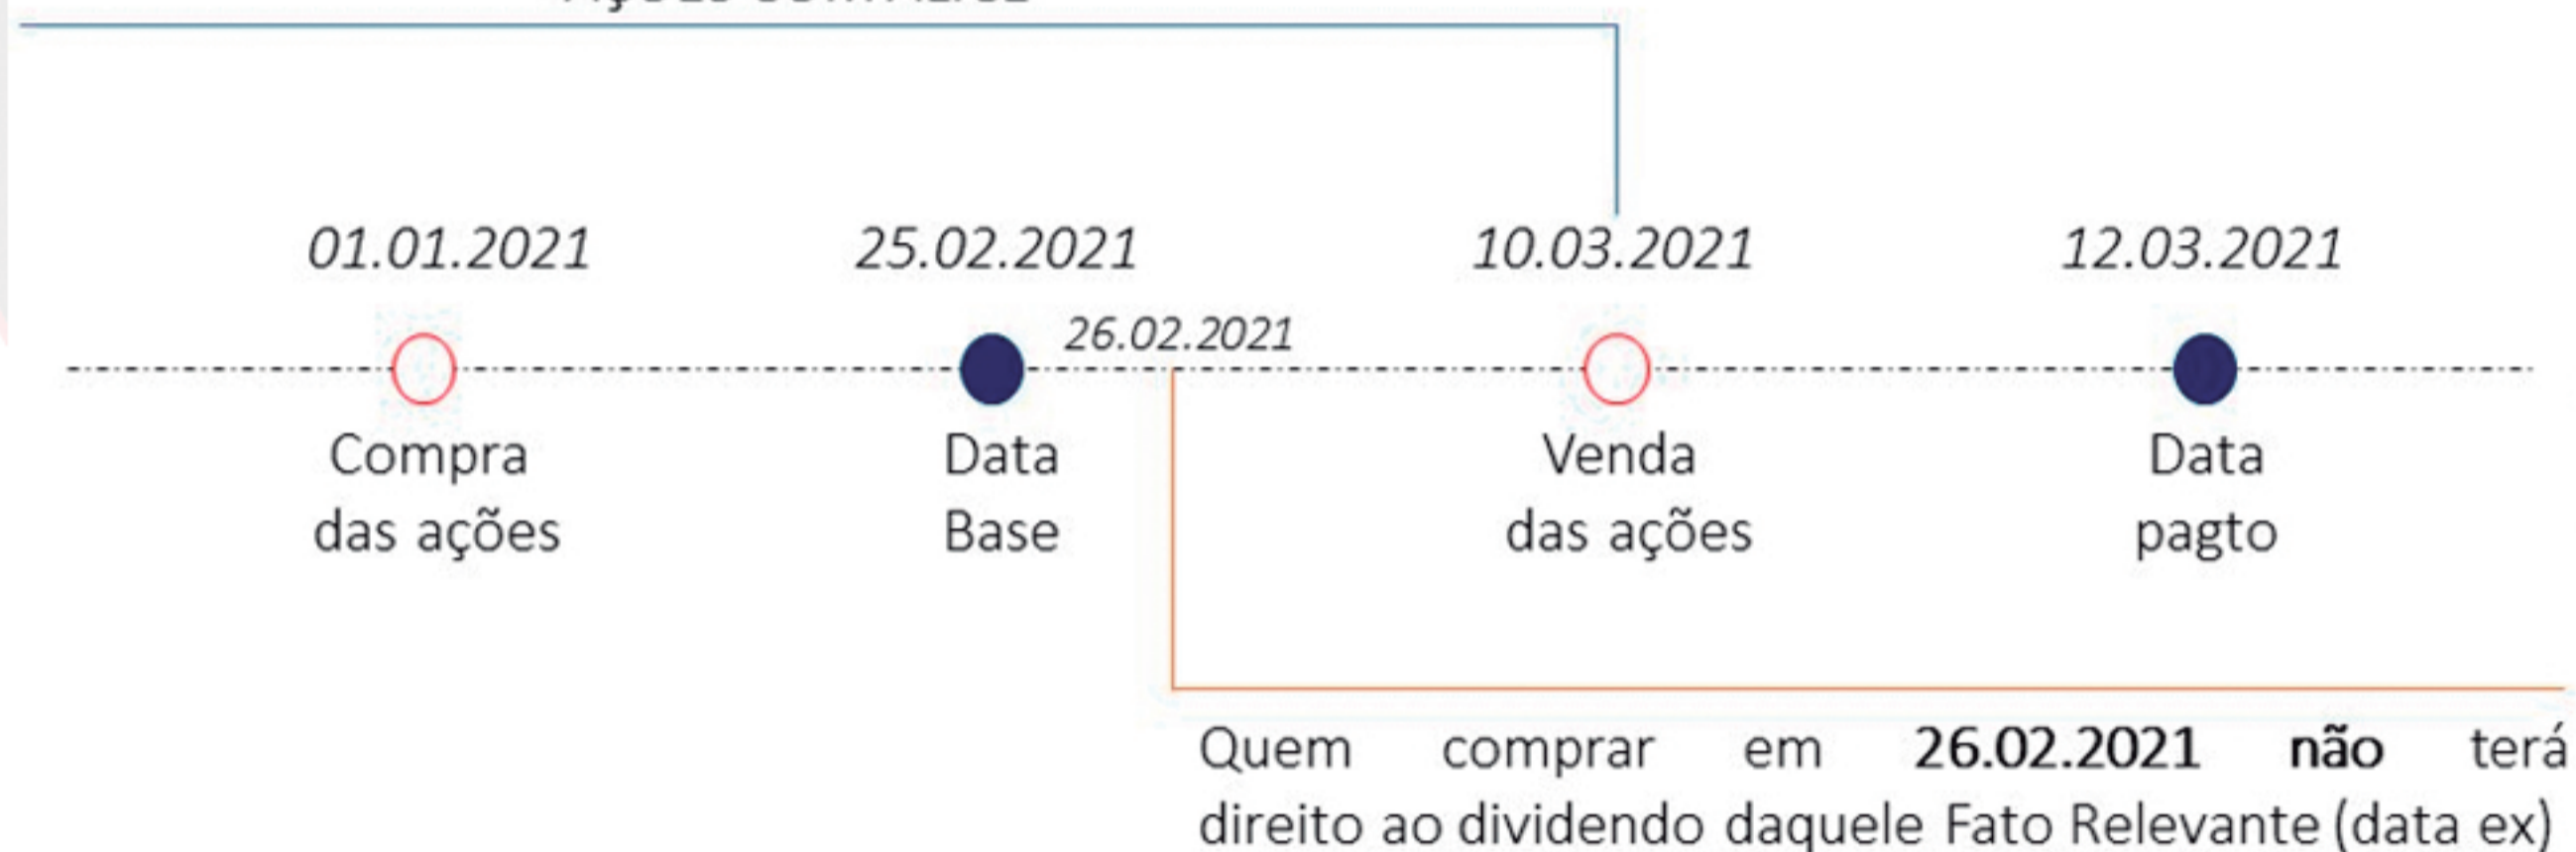 01.01.2021 25.02.2021 10.03.2021 12.03.2021
26.02.2021
Compra Data Venda Data
das ações Base das ações pagto
Quem comprar em 26.02.2021 não terá
direito ao dividendo daquele Fato Relevante (data ex)